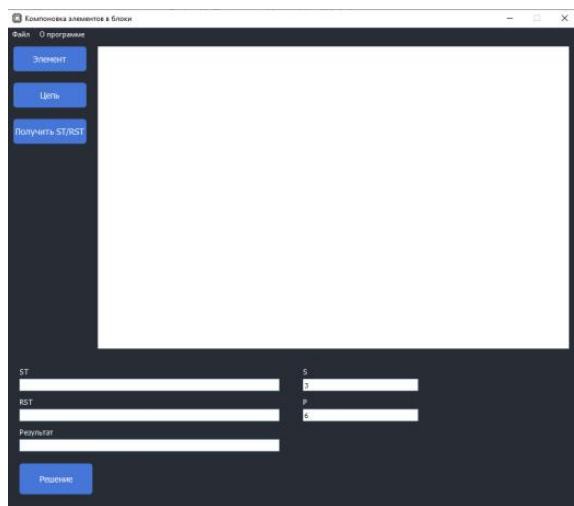 Компоновка элементов в блоки
Файл О программе
Элемент
Цепь
Получить ST/RST
ST
S
3
RST
P
6
Результат
Решение